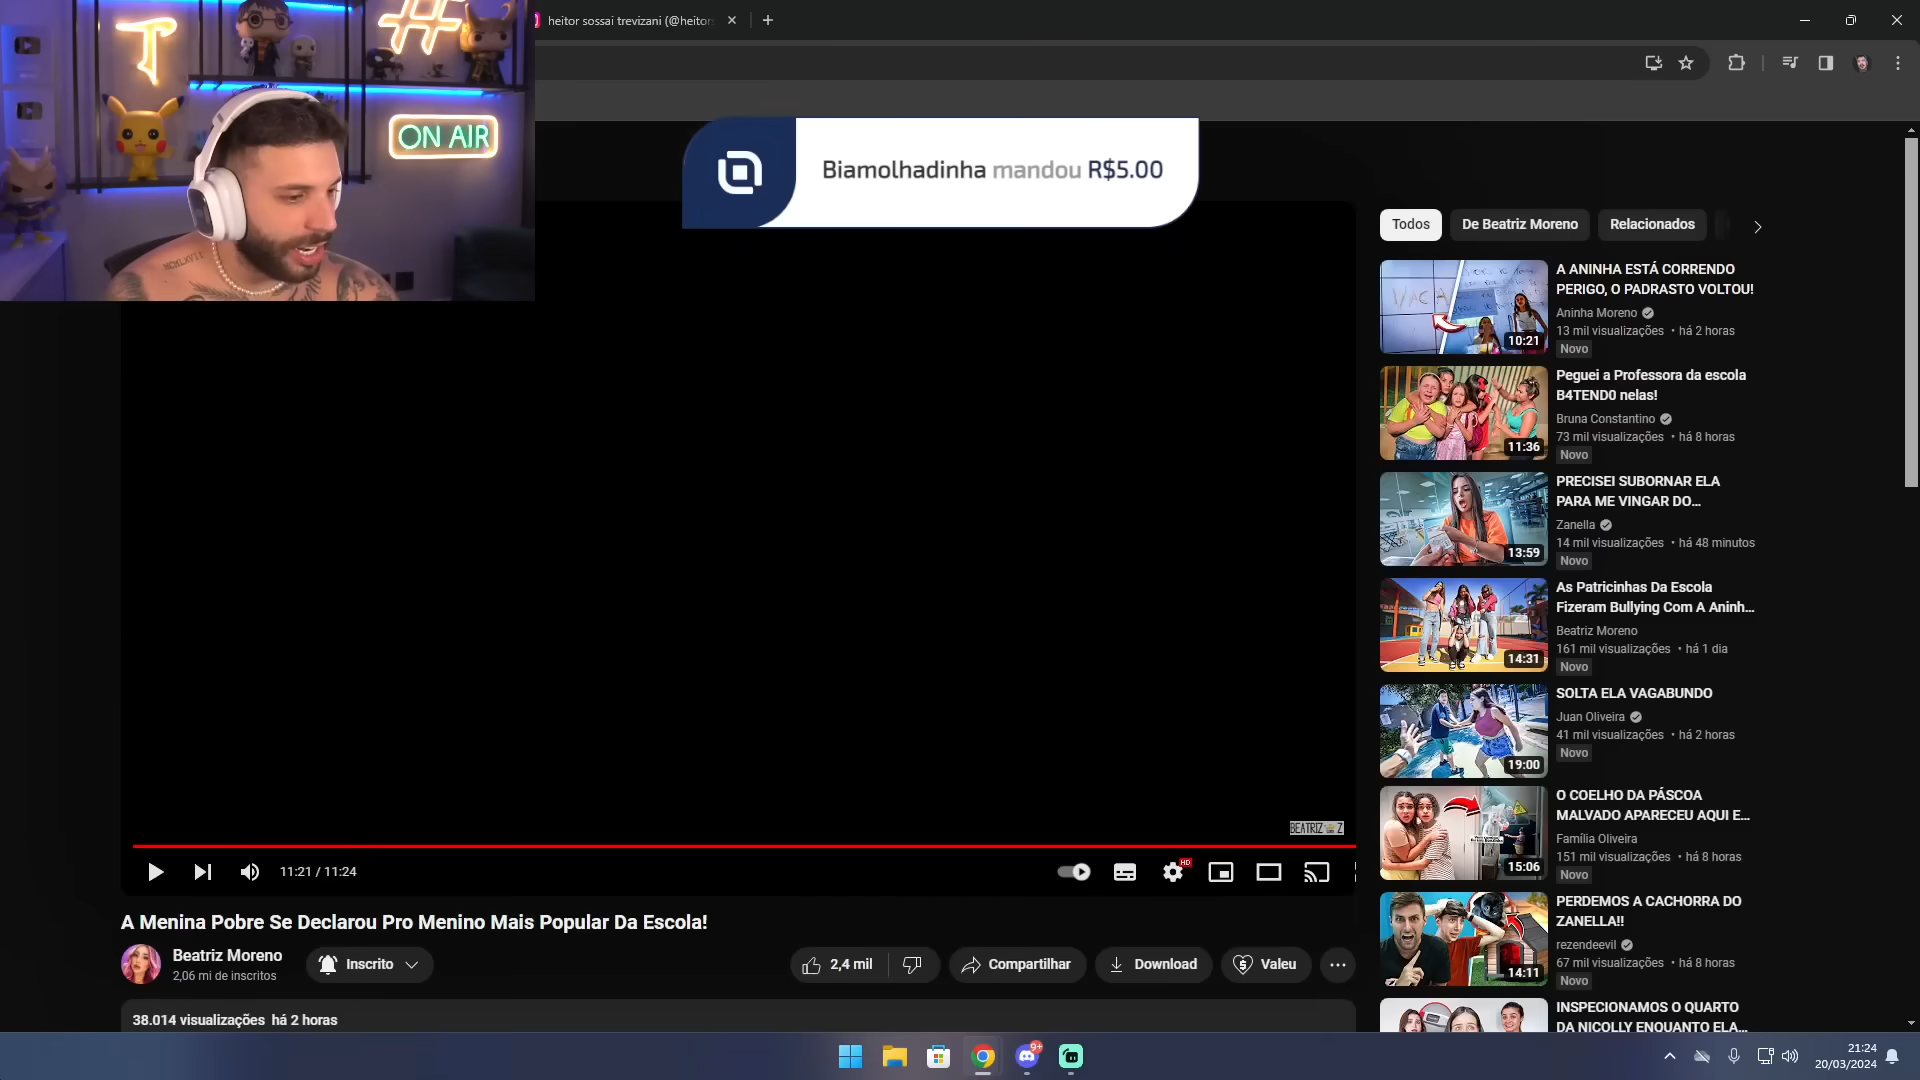 heitor sossai trevizani (@heitor
T
#
ON AIR
MCMLXVII
Biamolhadinha mandou R$5.00
Todos
De Beatriz Moreno
Relacionados
VACA
10:21
A ANINHA ESTÁ CORRENDO
PERIGO, O PADRASTO VOLTOU!
Aninha Moreno
13 mil visualizações • há 2 horas
Novo
11:36
Peguei a Professora da escola
B4TEND0 nelas!
Bruna Constantino
73 mil visualizações • há 8 horas
Novo
13:59
PRECISEI SUBORNAR ELA
PARA ME VINGAR DO...
Zanella
14 mil visualizações • há 48 minutos
Novo
14:31
As Patricinhas Da Escola
Fizeram Bullying Com A Aninh...
Beatriz Moreno
161 mil visualizações • há 1 dia
Novo
19:00
SOLTA ELA VAGABUNDO
Juan Oliveira
41 mil visualizações • há 2 horas
Novo
15:06
O COELHO DA PÁSCOA
MALVADO APARECEU AQUI E...
Família Oliveira
151 mil visualizações • há 8 horas
Novo
14:11
PERDEMOS A CACHORRA DO
ZANELLA!!
rezendeevil
67 mil visualizações • há 8 horas
Novo
INSPECIONAMOS O QUARTO
DA NICOLLY ENQUANTO ELA...
BEATRIZ Z
11:21 / 11:24
HD
A Menina Pobre Se Declarou Pro Menino Mais Popular Da Escola!
Beatriz Moreno
2,06 mi de inscritos
Inscrito
2,4 mil
Compartilhar
Download
Valeu
38.014 visualizações há 2 horas
9+
21:24
20/03/2024